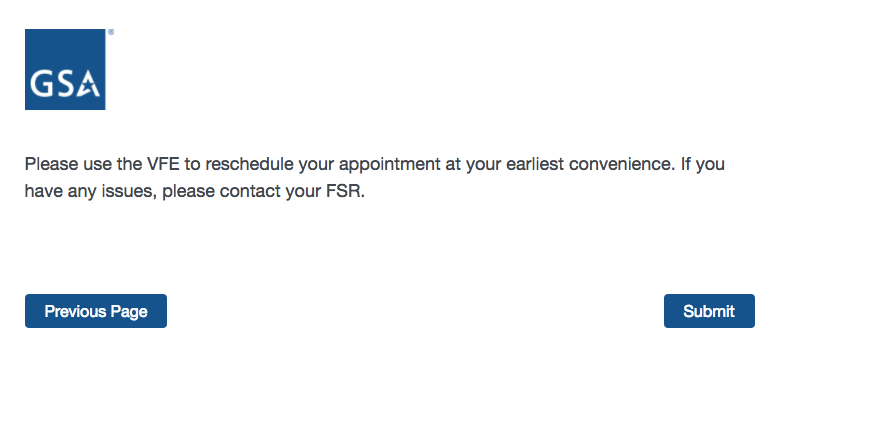 GSA
Please use the VFE to reschedule your appointment at your earliest convenience. If you
have any issues, please contact your FSR.
Previous Page
Submit